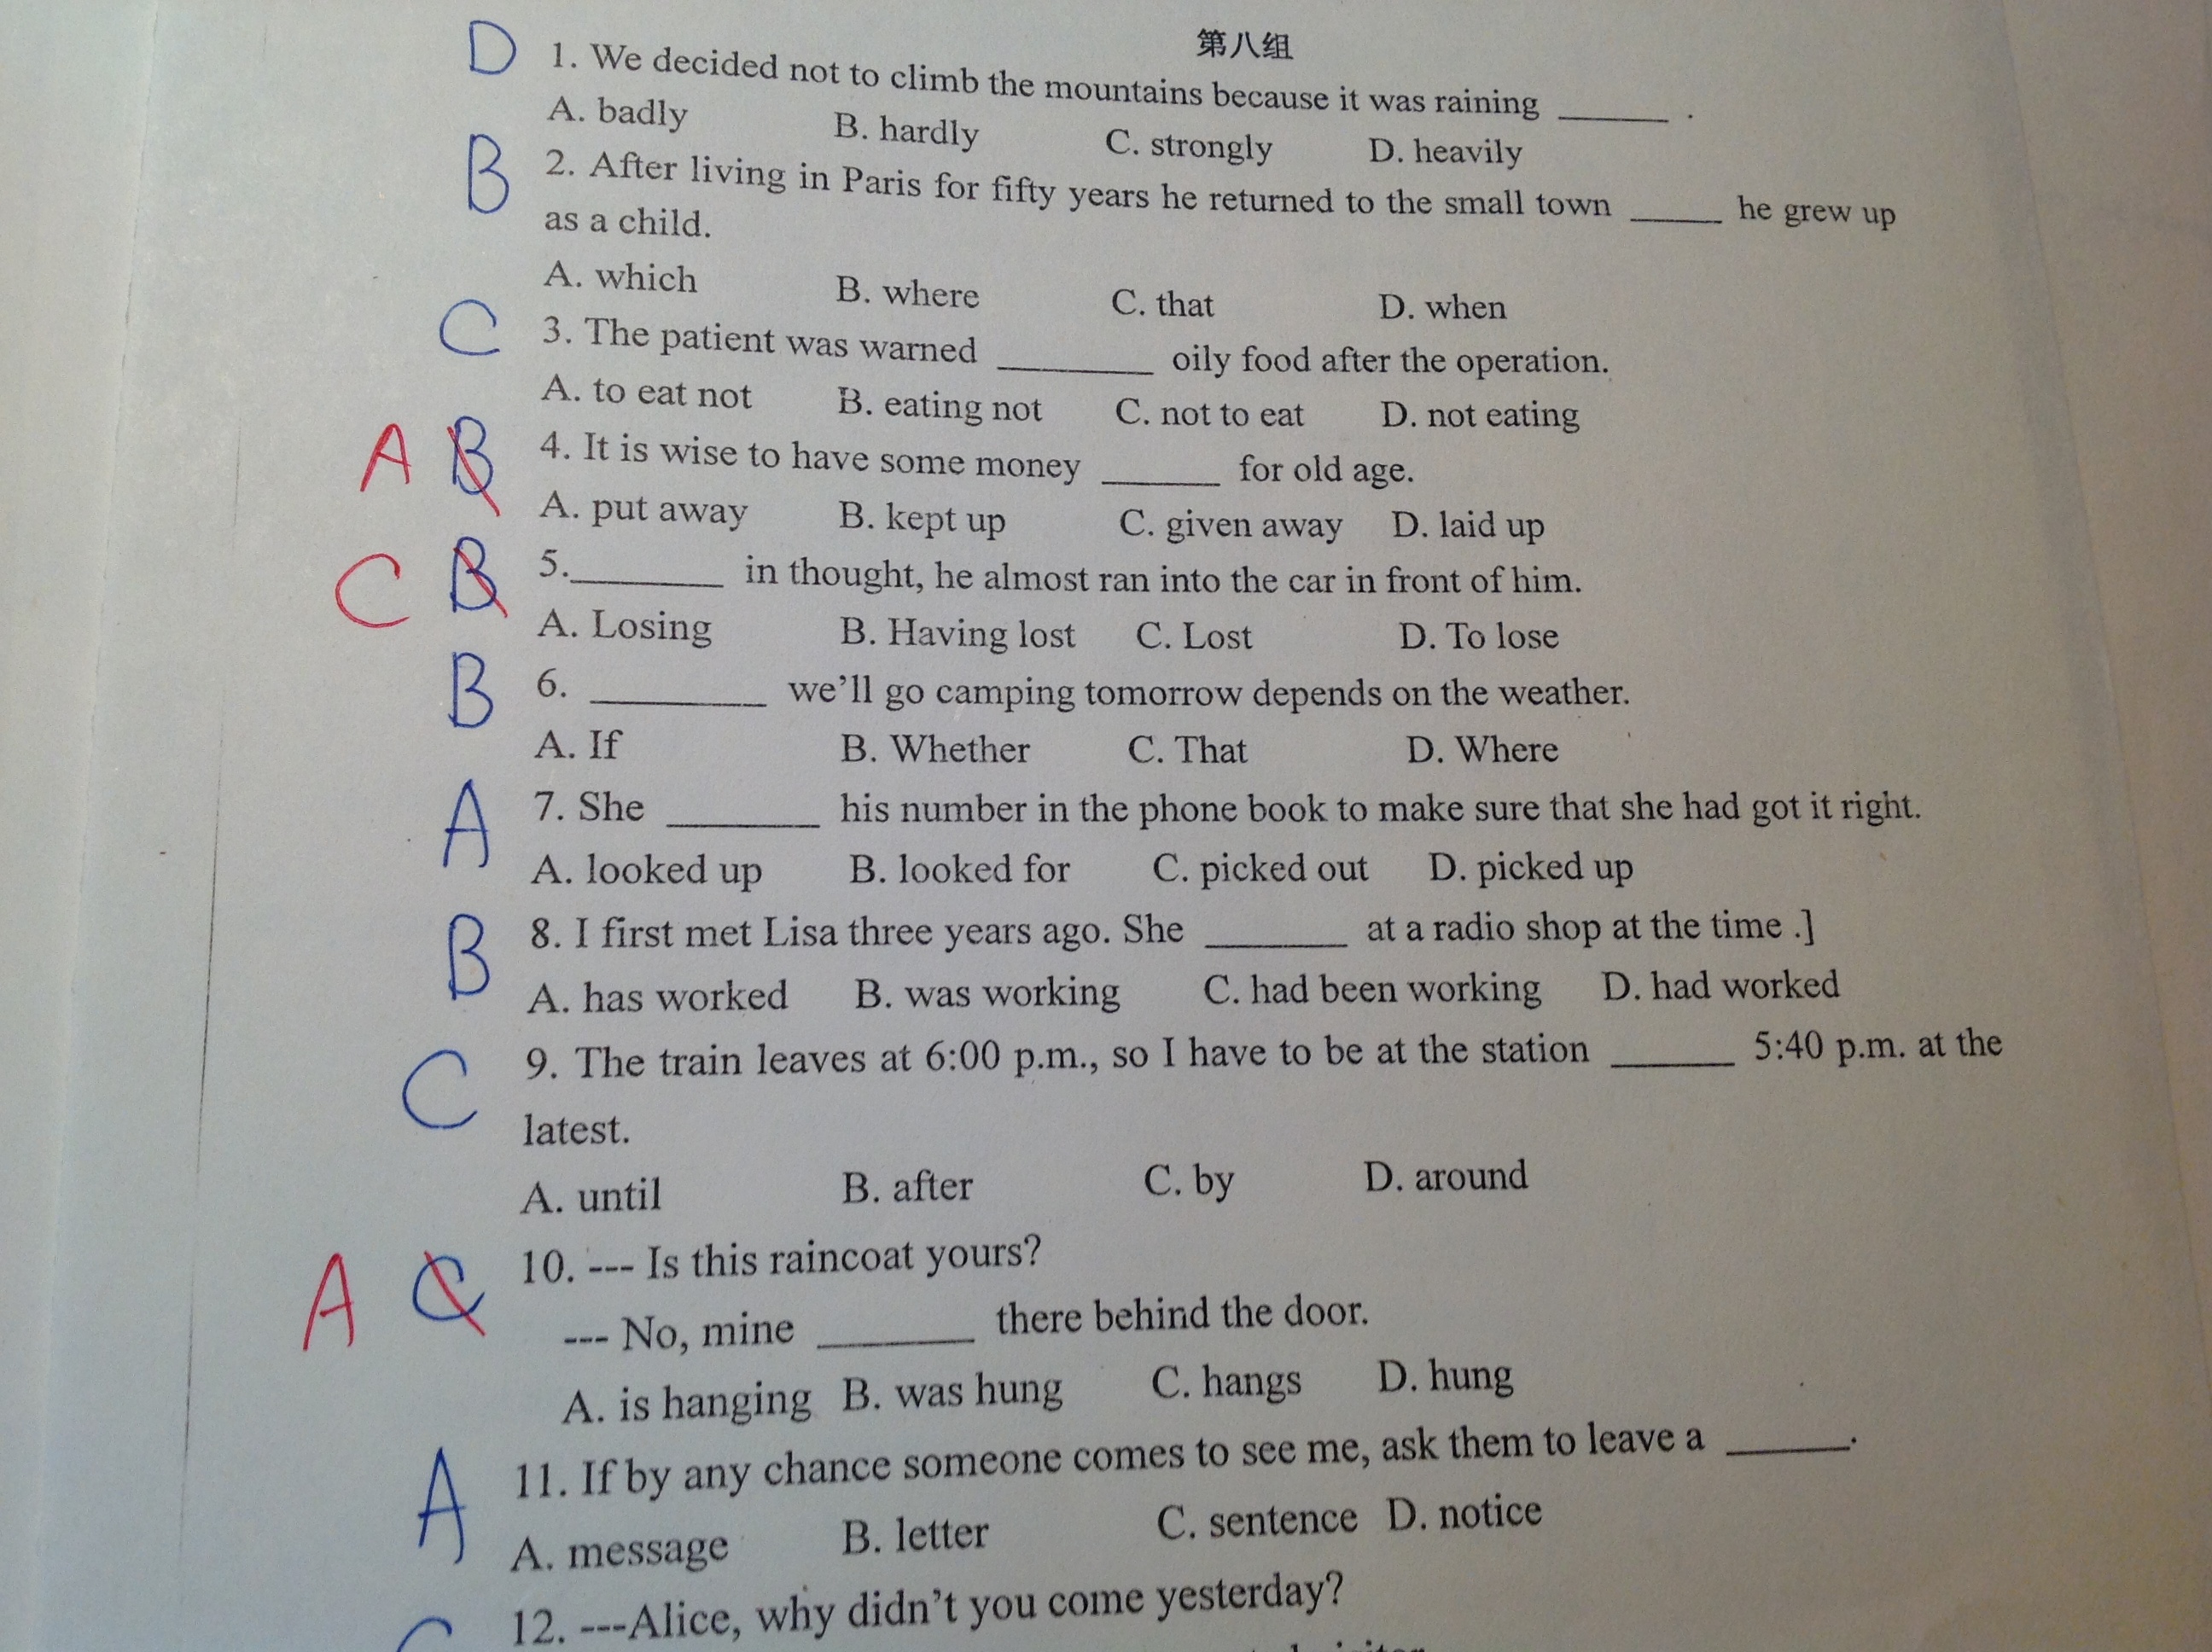 第八组
D 1. We decided not to climb the mountains because it was raining ______ .
A. badly B. hardly C. strongly D. heavily
B 2. After living in Paris for fifty years he returned to the small town _____ he grew up
as a child.
A. which B. where C. that D. when
C 3. The patient was warned ________ oily food after the operation.
A. to eat not B. eating not C. not to eat D. not eating
A B 4. It is wise to have some money ______ for old age.
A. put away B. kept up C. given away D. laid up
C B 5.________ in thought, he almost ran into the car in front of him.
A. Losing B. Having lost C. Lost D. To lose
B 6. _________ we’ll go camping tomorrow depends on the weather.
A. If B. Whether C. That D. Where
A 7. She ________ his number in the phone book to make sure that she had got it right.
A. looked up B. looked for C. picked out D. picked up
B 8. I first met Lisa three years ago. She _______ at a radio shop at the time .]
A. has worked B. was working C. had been working D. had worked
C 9. The train leaves at 6:00 p.m., so I have to be at the station ______ 5:40 p.m. at the
latest.
A. until B. after C. by D. around
A C 10. --- Is this raincoat yours?
--- No, mine ________ there behind the door.
A. is hanging B. was hung C. hangs D. hung
A 11. If by any chance someone comes to see me, ask them to leave a ______.
A. message B. letter C. sentence D. notice
12. ---Alice, why didn’t you come yesterday?